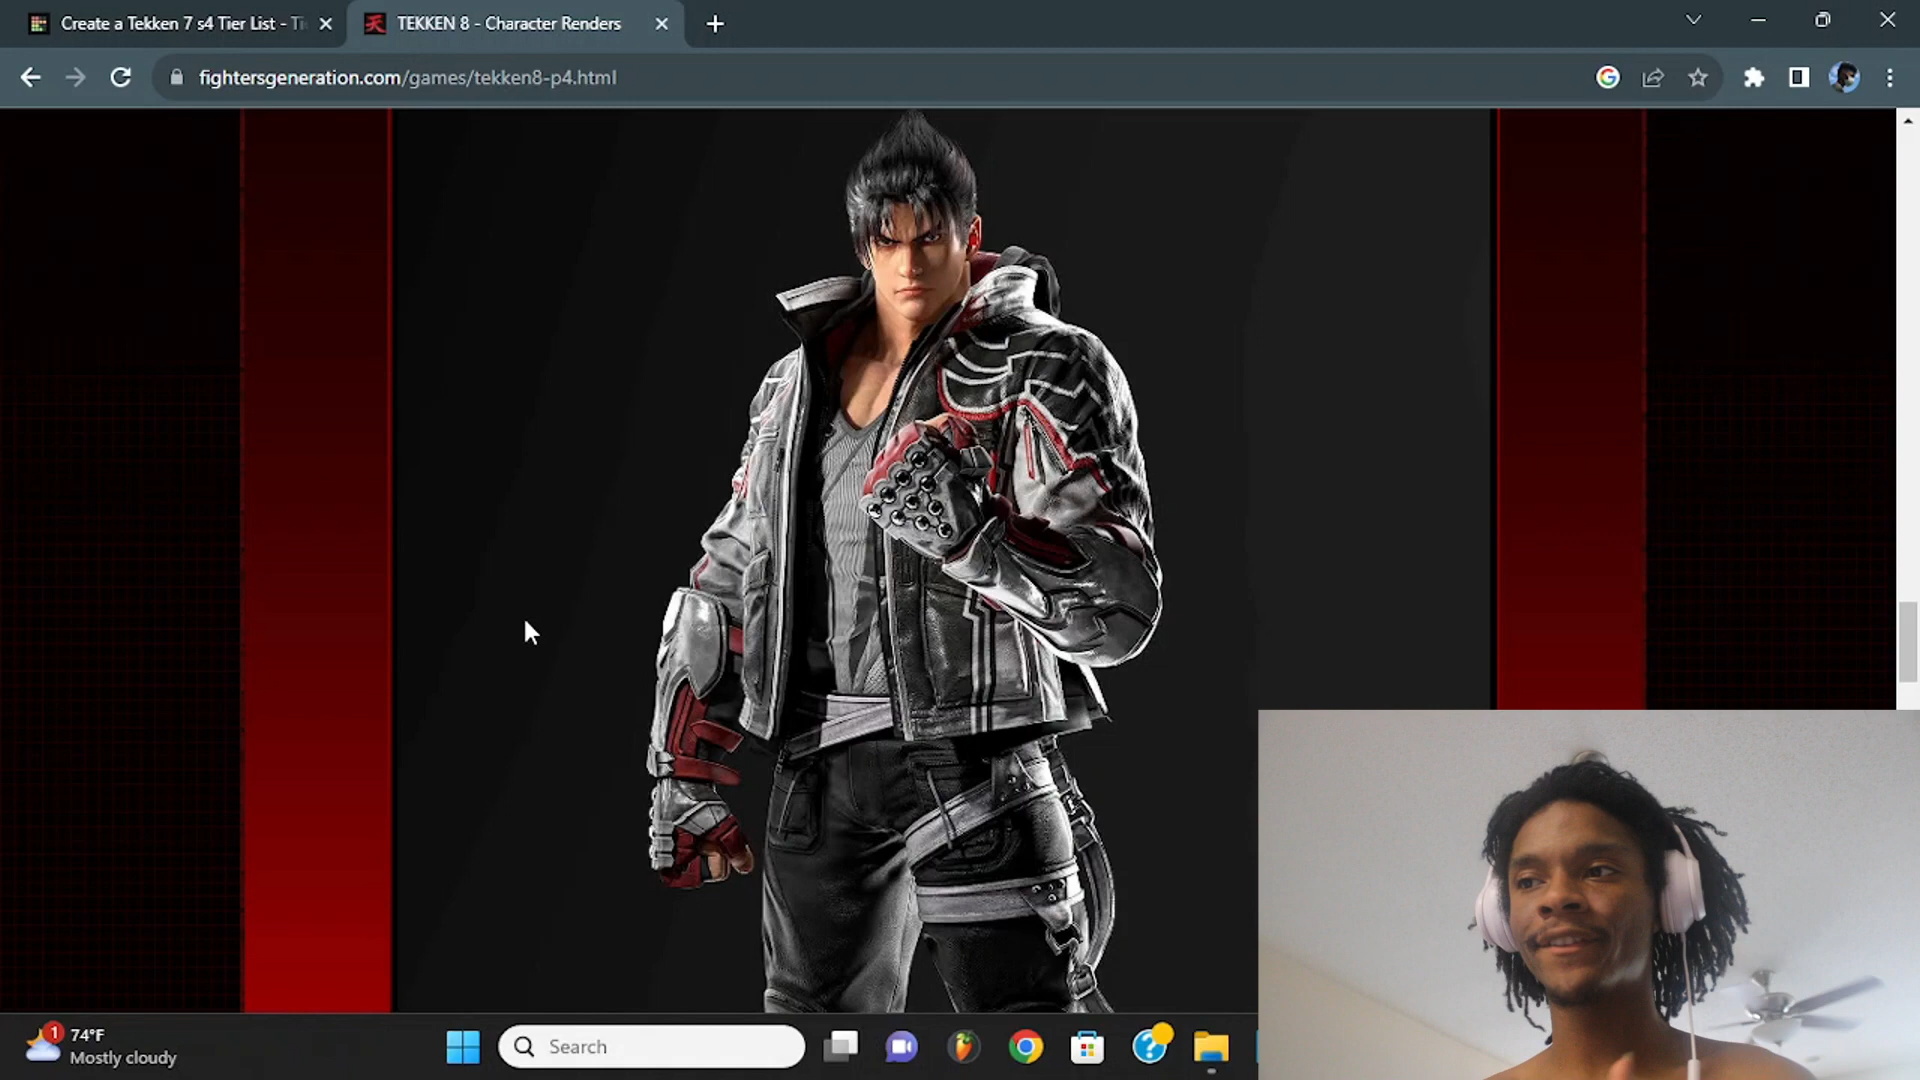 Create a Tekken 7 s4 Tier List - Ti
TEKKEN 8 - Character Renders
fightersgeneration.com/games/tekken8-p4.html
1
74°F
Mostly cloudy
Search